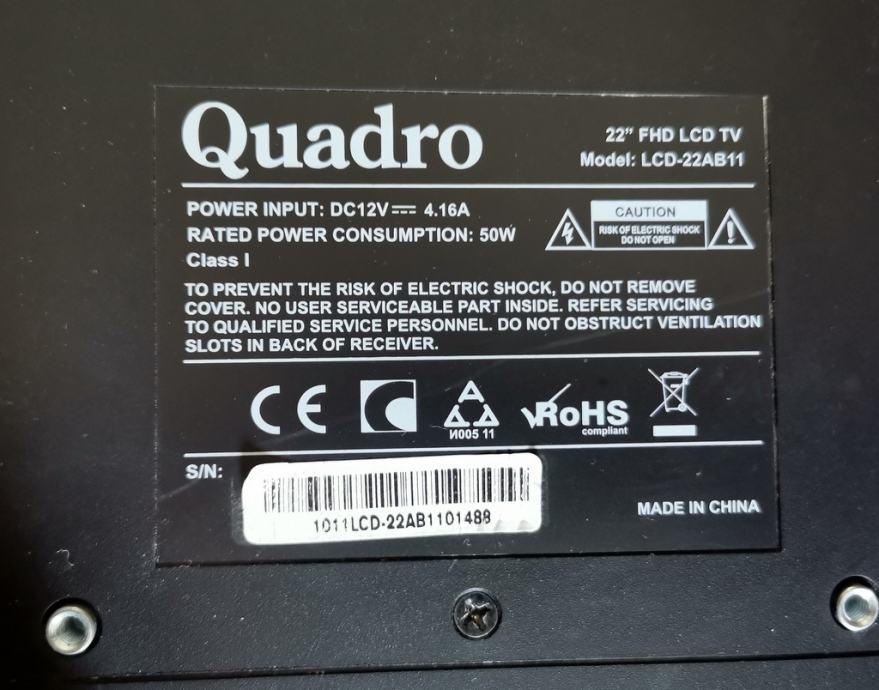 Quadro
22” FHD LCD TV
Model: LCD-22AB11
POWER INPUT: DC12V⎓ 4.16A
RATED POWER CONSUMPTION: 50W
Class I
CAUTION
RISK OF ELECTRIC SHOCK
DO NOT OPEN
TO PREVENT THE RISK OF ELECTRIC SHOCK, DO NOT REMOVE
COVER. NO USER SERVICEABLE PART INSIDE. REFER SERVICING
TO QUALIFIED SERVICE PERSONNEL. DO NOT OBSTRUCT VENTILATION
SLOTS IN BACK OF RECEIVER.
CE
И005 11
RoHS
compliant
S/N:
1011LCD-22AB1101488
MADE IN CHINA